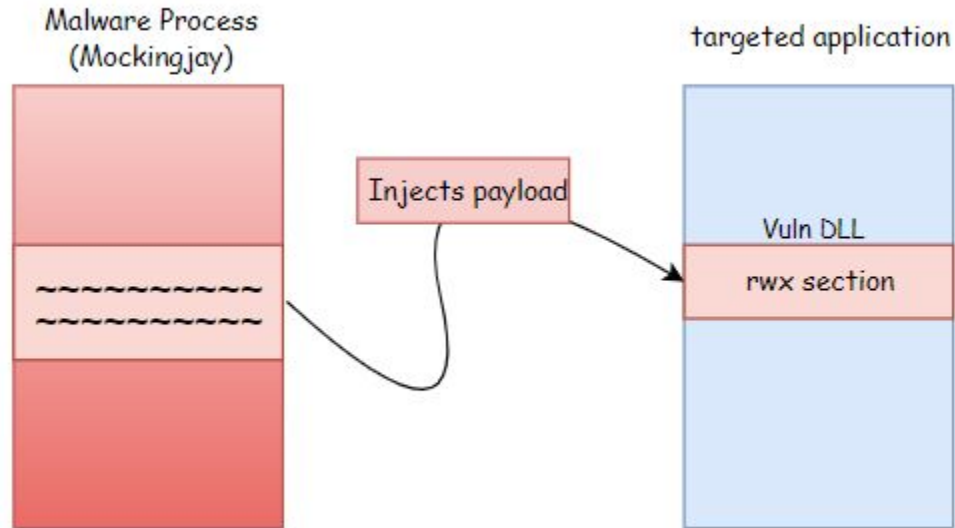 Malware Process
(Mockingjay)
targeted application
Injects payload
Vuln DLL
rwx section
~~~~~~~~~~
~~~~~~~~~~